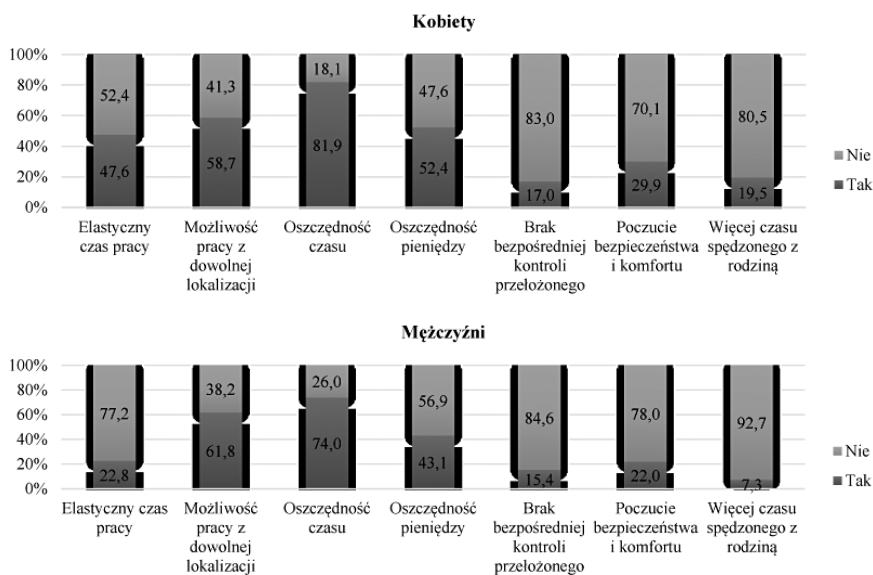 Kobiety
100%
80%
60%
40%
20%
0%
52,4
41,3
18,1
47,6
83,0
70,1
80,5
47,6
58,7
81,9
52,4
17,0
29,9
19,5
Nie
Tak
Elastyczny
czas pracy
Możliwość
pracy z
dowolnej
lokalizacji
Oszczędność
czasu
Oszczędność
pieniędzy
Brak
bezpośredniej
kontroli
przełożonego
Poczucie
bezpieczeństwa
i komfortu
Więcej czasu
spędzonego z
rodziną
Mężczyźni
100%
80%
60%
40%
20%
0%
77,2
38,2
26,0
56,9
84,6
78,0
92,7
22,8
61,8
74,0
43,1
15,4
22,0
7,3
Nie
Tak
Elastyczny czas
pracy
Możliwość
pracy z
dowolnej
lokalizacji
Oszczędność
czasu
Oszczędność
pieniędzy
Brak
bezpośredniej
kontroli
przełożonego
Poczucie
bezpieczeństwa
i komfortu
Więcej czasu
spędzonego z
rodziną